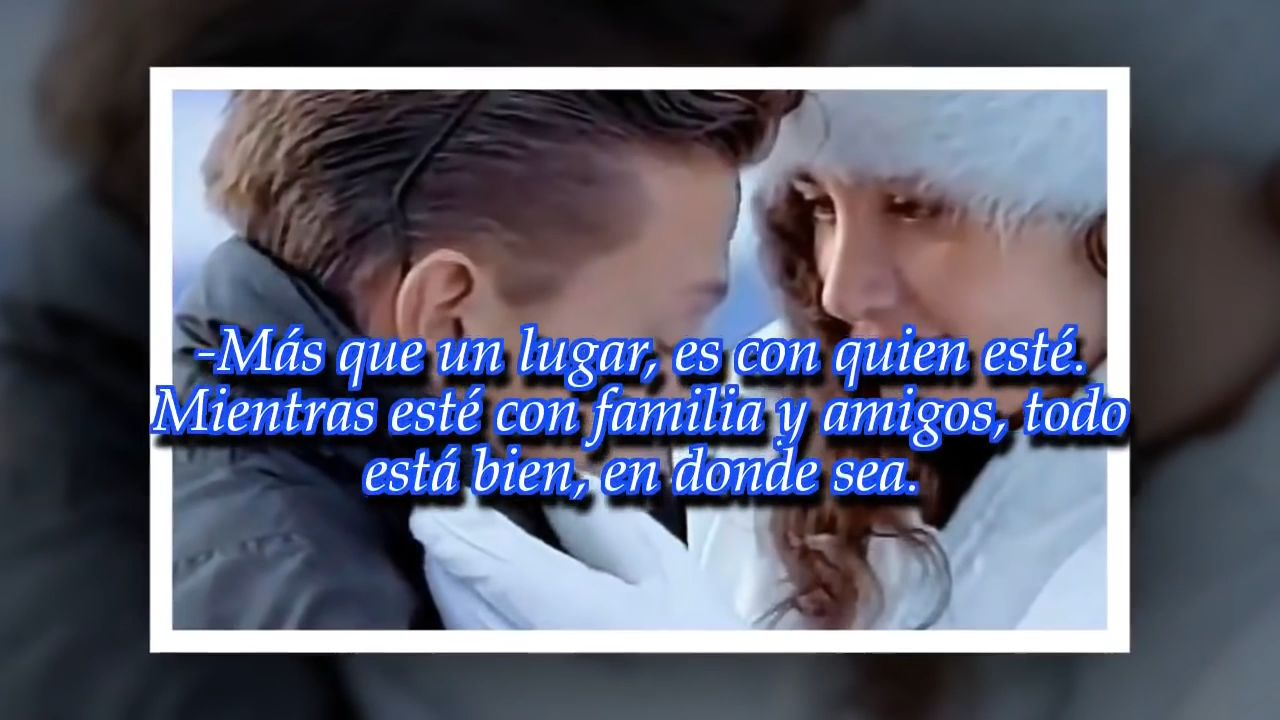 -Más que un lugar, es con quien esté.
Mientras esté con familia y amigos, todo
está bien, en donde sea.